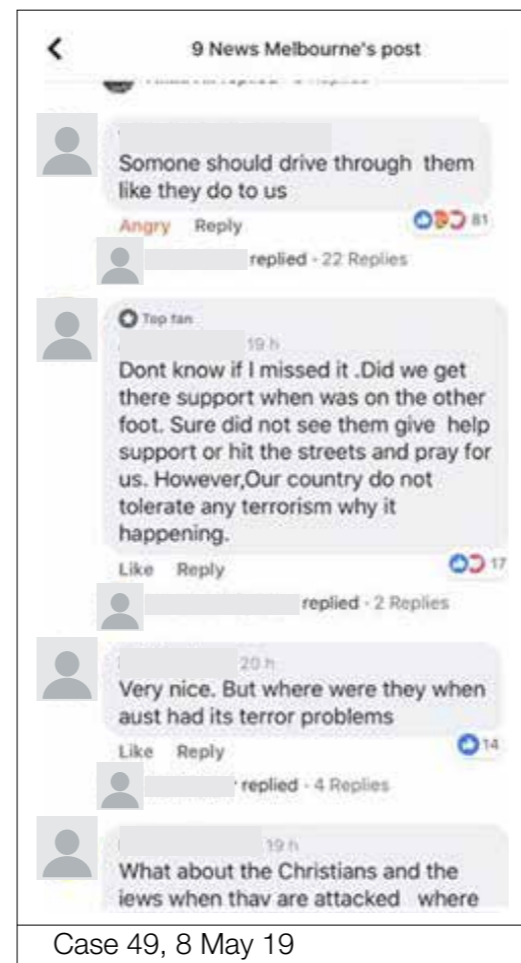 9 News Melbourne's post
Somone should drive through them
like they do to us
Angry Reply 81
replied · 22 Replies
Top fan
19 h
Dont know if I missed it .Did we get
there support when was on the other
foot. Sure did not see them give help
support or hit the streets and pray for
us. However,Our country do not
tolerate any terrorism why it
happening.
Like Reply 17
replied · 2 Replies
20 h
Very nice. But where were they when
aust had its terror problems
Like Reply 14
replied · 4 Replies
19 h
What about the Christians and the
jews when they are attacked where
Case 49, 8 May 19